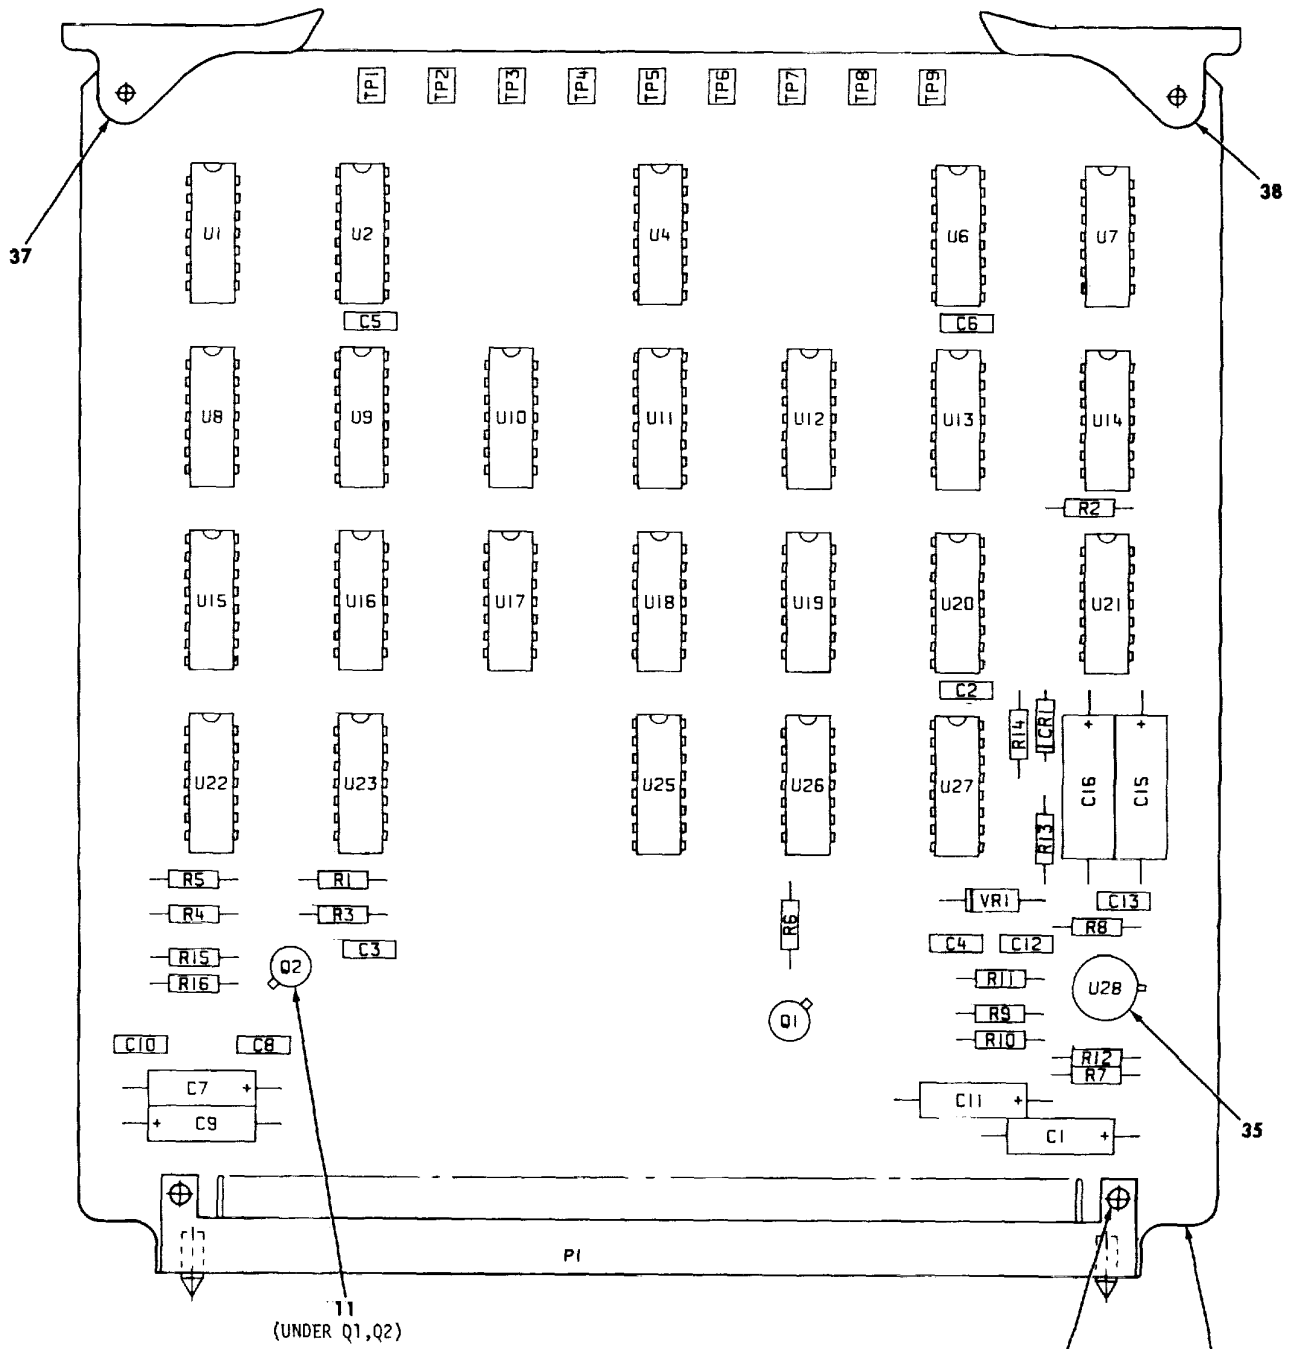 TP1 TP2 TP3 TP4 TP5 TP6 TP7 TP8 TP9
37
38
U1 U2 U4 U6 U7
C5 C6
U8 U9 U10 U11 U12 U13 U14
R2
U15 U16 U17 U18 U19 U20 U21
C2
R14 CR1
U22 U23 U25 U26 U27
+ +
C16 C15
R13
R5 R1
VR1 C13
R4 R3 R6
R8
C3 C4 C12
R15 Q2
R16
R11 U28
Q1 R9
R10
C10 C8
R12
R7
C7 +
C11 +
+ C9
C1 +
35
P1
11
(UNDER Q1,Q2)